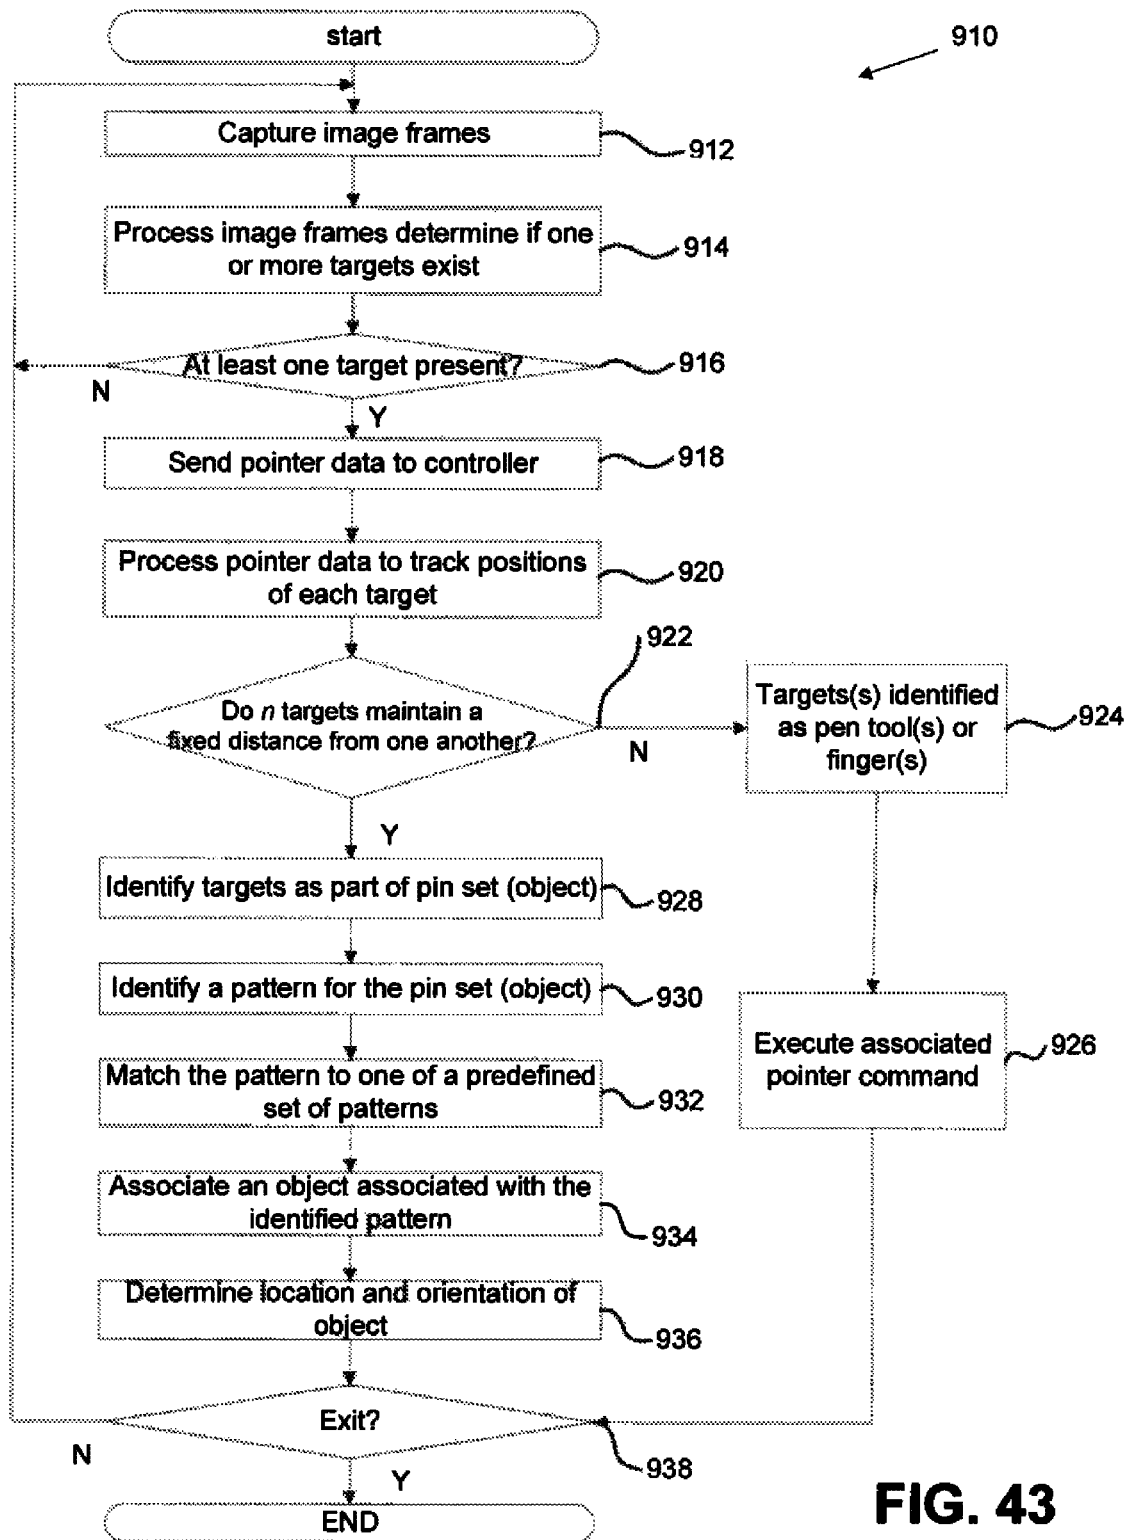 start
910
Capture image frames
912
Process image frames determine if one
or more targets exist
914
At least one target present?
916
N
Y
Send pointer data to controller
918
Process pointer data to track positions
of each target
920
922
Do n targets maintain a
fixed distance from one another?
N
Targets(s) identified
as pen tool(s) or
finger(s)
924
Y
Identify targets as part of pin set (object)
928
Identify a pattern for the pin set (object)
930
Execute associated
pointer command
926
Match the pattern to one of a predefined
set of patterns
932
Associate an object associated with the
identified pattern
934
Determine location and orientation of
object
936
Exit?
938
N
Y
END
FIG. 43